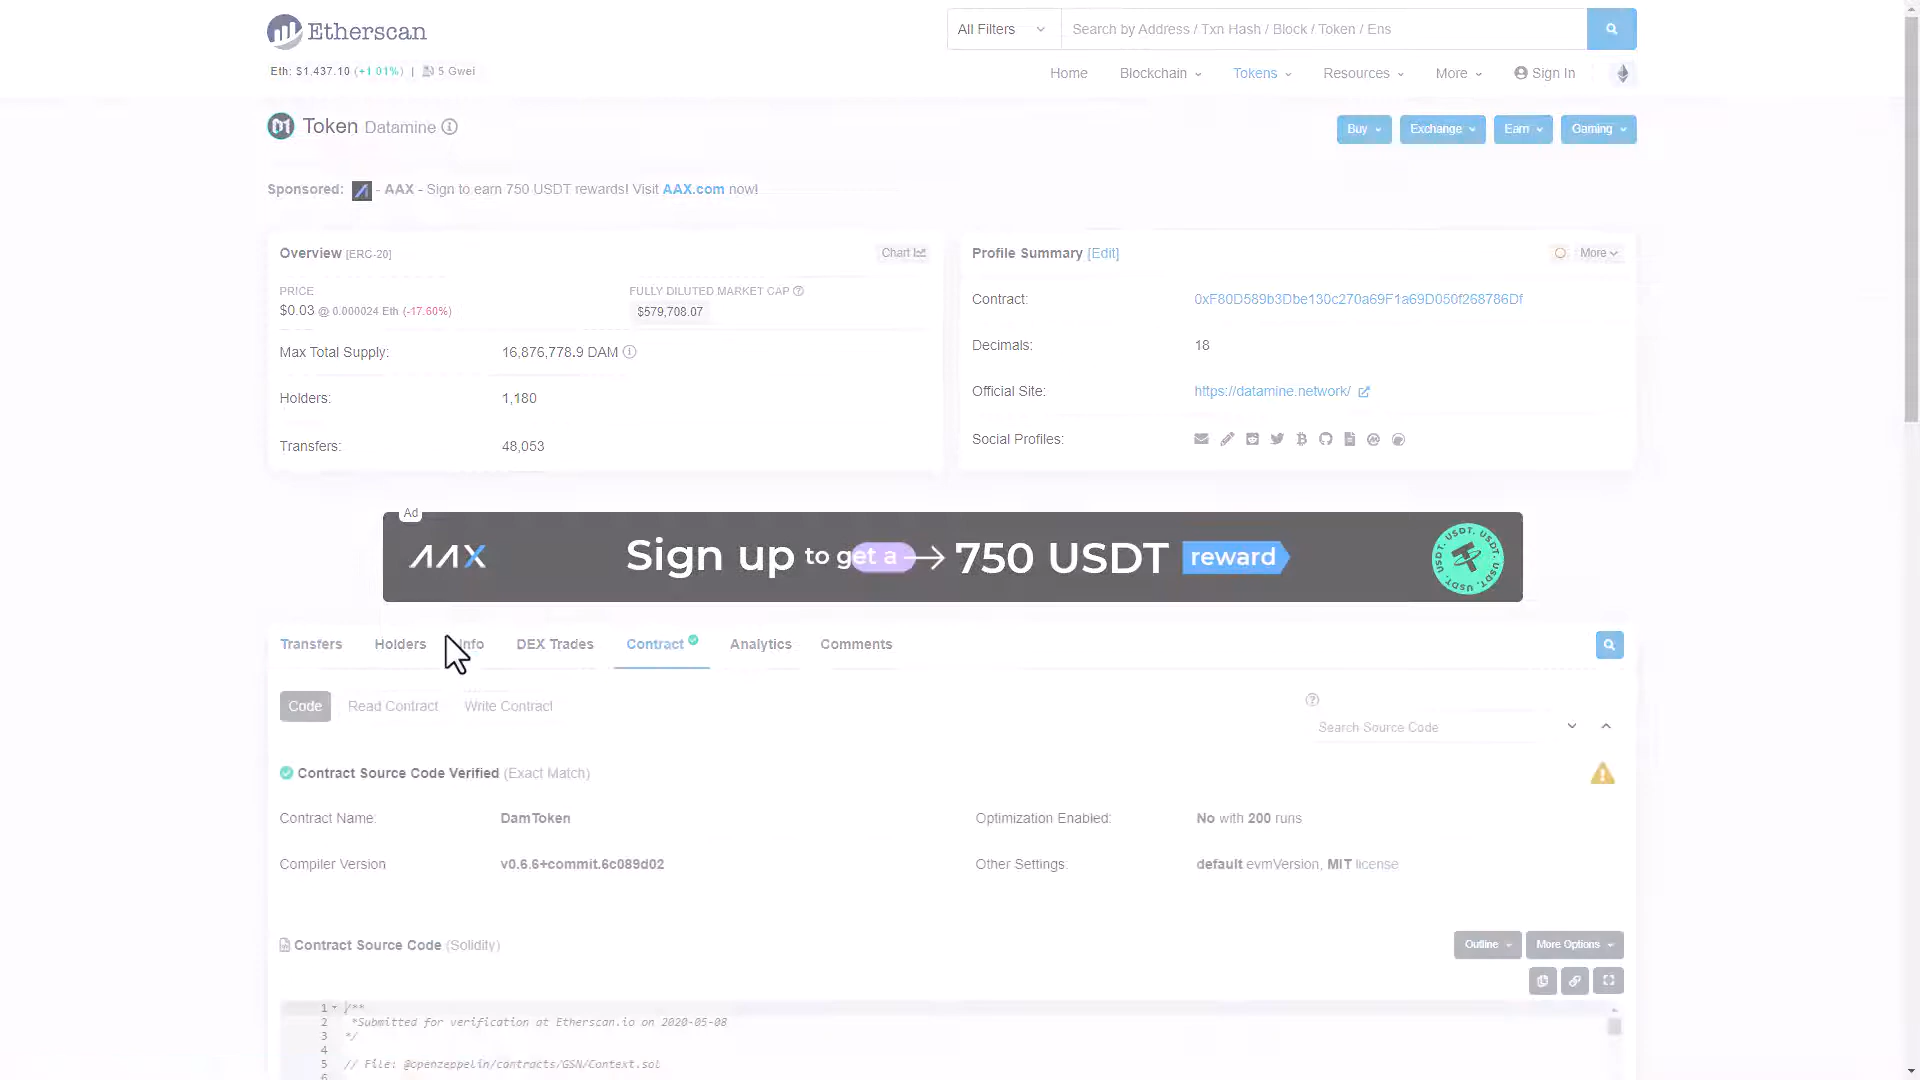 Etherscan
All Filters
Search by Address / Txn Hash / Block / Token / Ens
Eth: $1,437.10 (+1.01%) | 5 Gwei
Home Blockchain Tokens Resources More Sign In
Token Datamine
Buy Exchange Earn Gaming
Sponsored: - AAX - Sign to earn 750 USDT rewards! Visit AAX.com now!
Overview [ERC-20]
Chart
PRICE
$0.03 @ 0.000024 Eth (-17.60%)
FULLY DILUTED MARKET CAP
$579,708.07
Max Total Supply: 16,876,778.9 DAM
Holders: 1,180
Transfers: 48,053
Profile Summary [Edit]
More
Contract: 0xF80D589b3Dbe130c270a69F1a69D050f268786Df
Decimals: 18
Official Site: https://datamine.network/
Social Profiles:
Ad
AAX Sign up to get a 750 USDT reward
USDT. USDT. USDT. USDT.
Transfers Holders Info DEX Trades Contract Analytics Comments
Code Read Contract Write Contract
Search Source Code
Contract Source Code Verified (Exact Match)
Contract Name: DamToken
Optimization Enabled: No with 200 runs
Compiler Version v0.6.6+commit.6c089d02
Other Settings: default evmVersion, MIT license
Contract Source Code (Solidity)
Outline More Options
1 /**
2 *Submitted for verification at Etherscan.io on 2020-05-08
3 */
4
5 // File: @openzeppelin/contracts/GSN/Context.sol
6